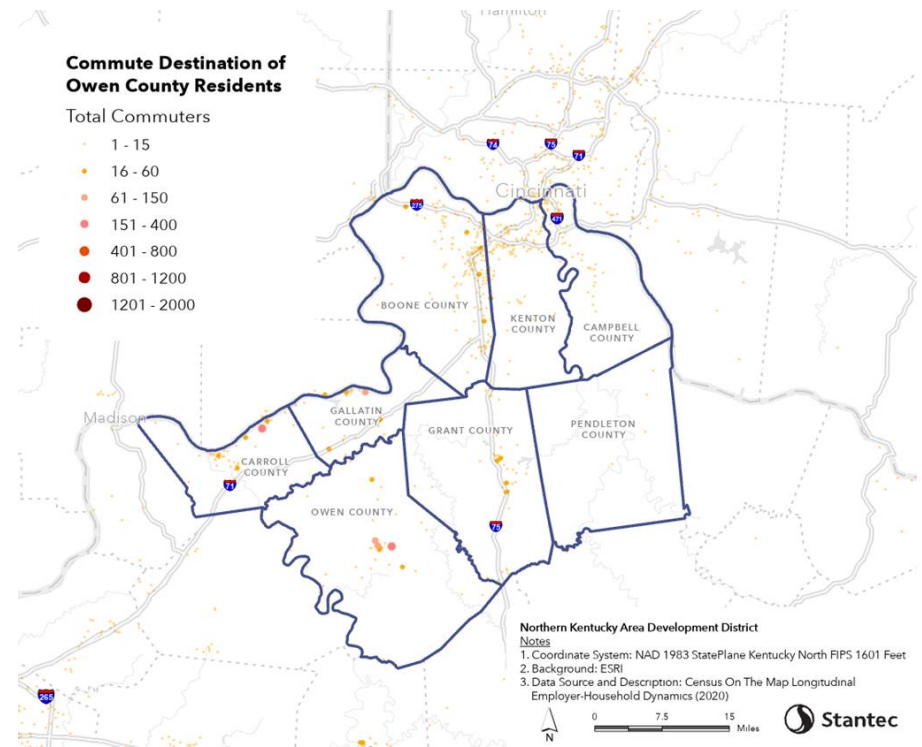 Hamilton
Commute Destination of
Owen County Residents
Total Commuters
1 - 15
16 - 60
61 - 150
151 - 400
401 - 800
801 - 1200
1201 - 2000
74
75
71
Cincinnati
275
471
BOONE COUNTY
KENTON
COUNTY
CAMPBELL
COUNTY
Madison
GALLATIN
COUNTY
GRANT COUNTY
PENDLETON
COUNTY
CARROLL
COUNTY
71
OWEN COUNTY
75
Northern Kentucky Area Development District
Notes
1. Coordinate System: NAD 1983 StatePlane Kentucky North FIPS 1601 Feet
2. Background: ESRI
3. Data Source and Description: Census On The Map Longitudinal
Employer-Household Dynamics (2020)
265
N
0 7.5 15
Miles
Stantec